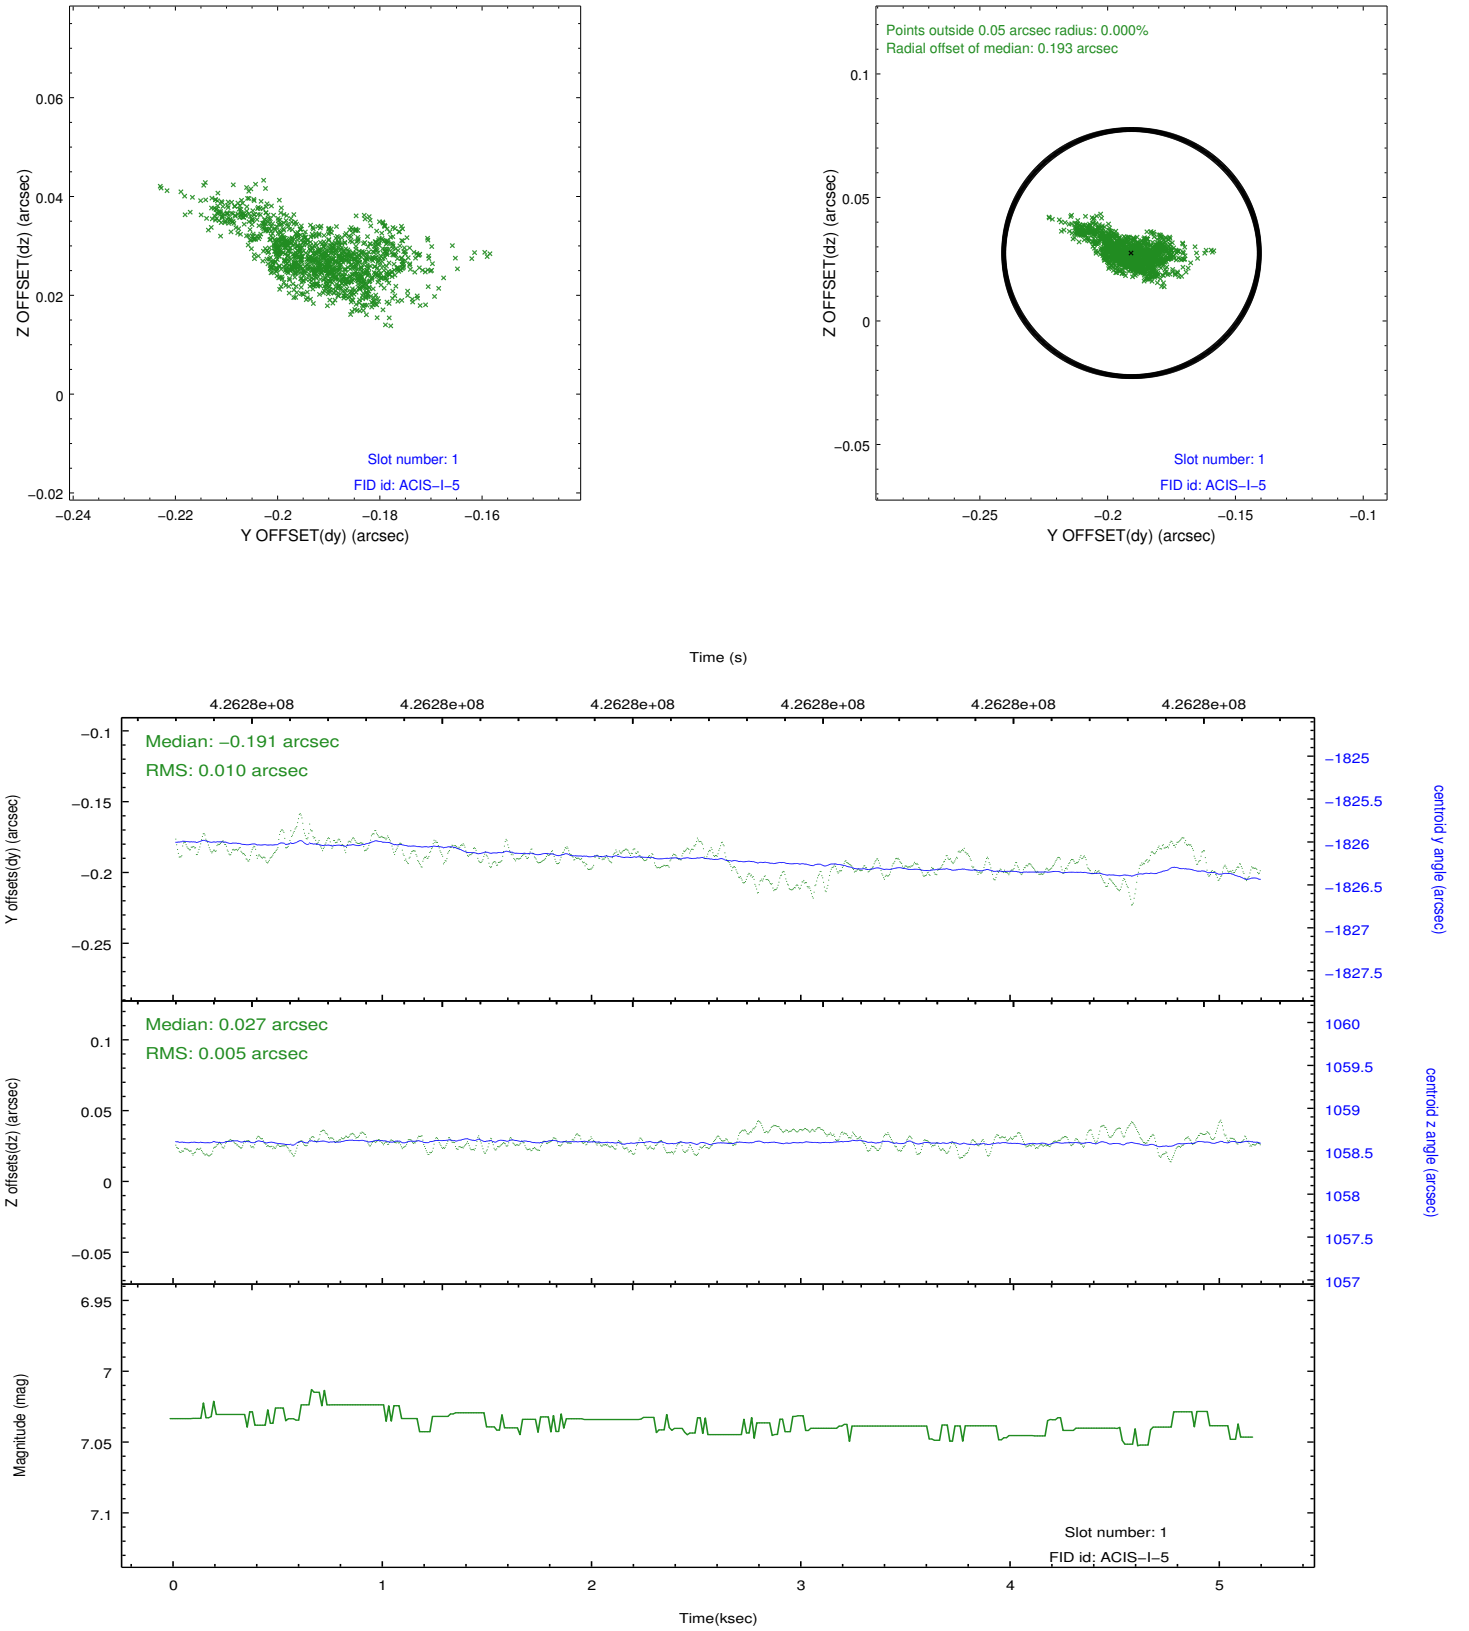 0.06
0.04
0.02
0
−0.02
Z OFFSET(dz) (arcsec)
Slot number: 1
FID id: ACIS−I−5
−0.24 −0.22 −0.2 −0.18 −0.16
Y OFFSET(dy) (arcsec)
Points outside 0.05 arcsec radius: 0.000%
Radial offset of median: 0.193 arcsec
0.1
0.05
0
−0.05
Z OFFSET(dz) (arcsec)
Slot number: 1
FID id: ACIS−I−5
−0.25 −0.2 −0.15 −0.1
Y OFFSET(dy) (arcsec)
Time (s)
4.2628e+08 4.2628e+08 4.2628e+08 4.2628e+08 4.2628e+08 4.2628e+08
Median: −0.191 arcsec
RMS: 0.010 arcsec
−0.1
−0.15
−0.2
−0.25
Y offsets(dy) (arcsec)
−1825
−1825.5
−1826
−1826.5
−1827
−1827.5
centroid y angle (arcsec)
Median: 0.027 arcsec
RMS: 0.005 arcsec
0.1
0.05
0
−0.05
Z offsets(dz) (arcsec)
1060
1059.5
1059
1058.5
1058
1057.5
1057
centroid z angle (arcsec)
6.95
7
7.05
7.1
Magnitude (mag)
Slot number: 1
FID id: ACIS−I−5
0 1 2 3 4 5
Time(ksec)